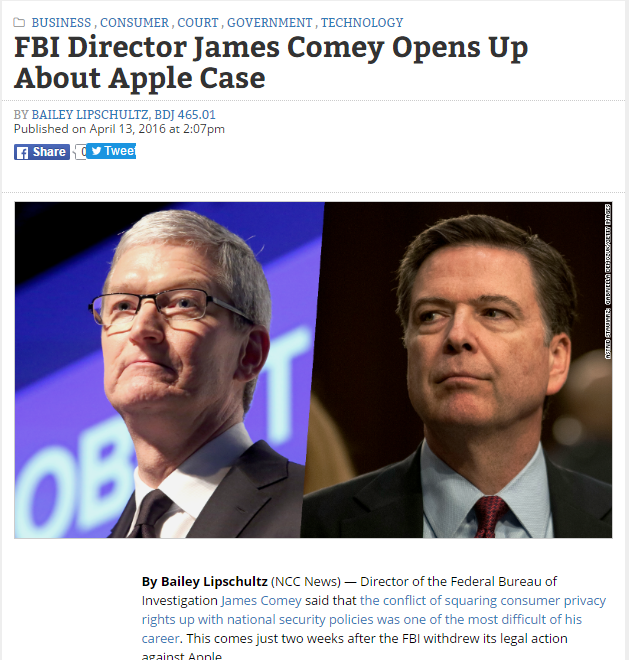 BUSINESS , CONSUMER , COURT , GOVERNMENT , TECHNOLOGY
FBI Director James Comey Opens Up
About Apple Case
BY BAILEY LIPSCHULTZ, BDJ 465.01
Published on April 13, 2016 at 2:07pm
Share 0 Tweet
OB T
By Bailey Lipschultz (NCC News) — Director of the Federal Bureau of
Investigation James Comey said that the conflict of squaring consumer privacy
rights up with national security policies was one of the most difficult of his
career. This comes just two weeks after the FBI withdrew its legal action
against Apple